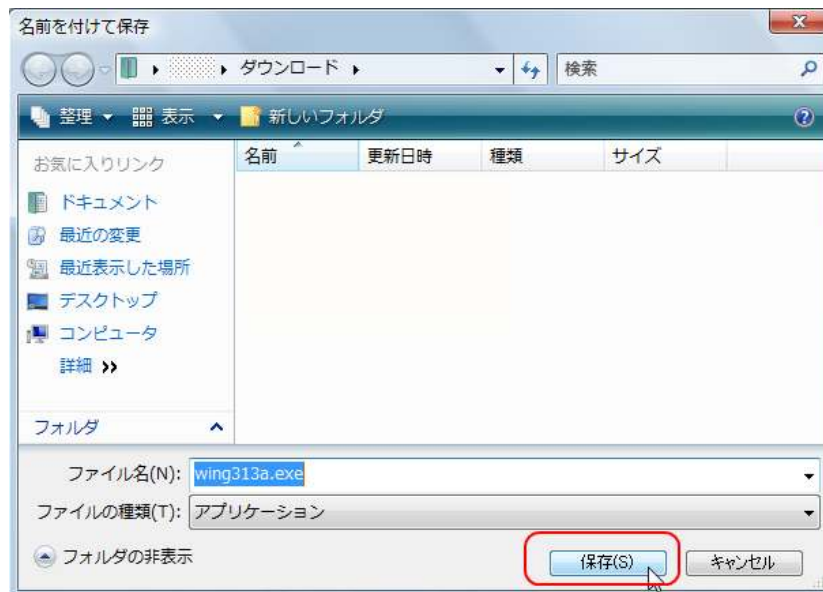 名前を付けて保存
ダウンロード 検索
整理 表示 新しいフォルダ
お気に入りリンク
名前 更新日時 種類 サイズ
ドキュメント
最近の変更
最近表示した場所
デスクトップ
コンピュータ
詳細 >>
フォルダ
ファイル名(N): wing313a.exe
ファイルの種類(T): アプリケーション
フォルダの非表示 保存(S) キャンセル